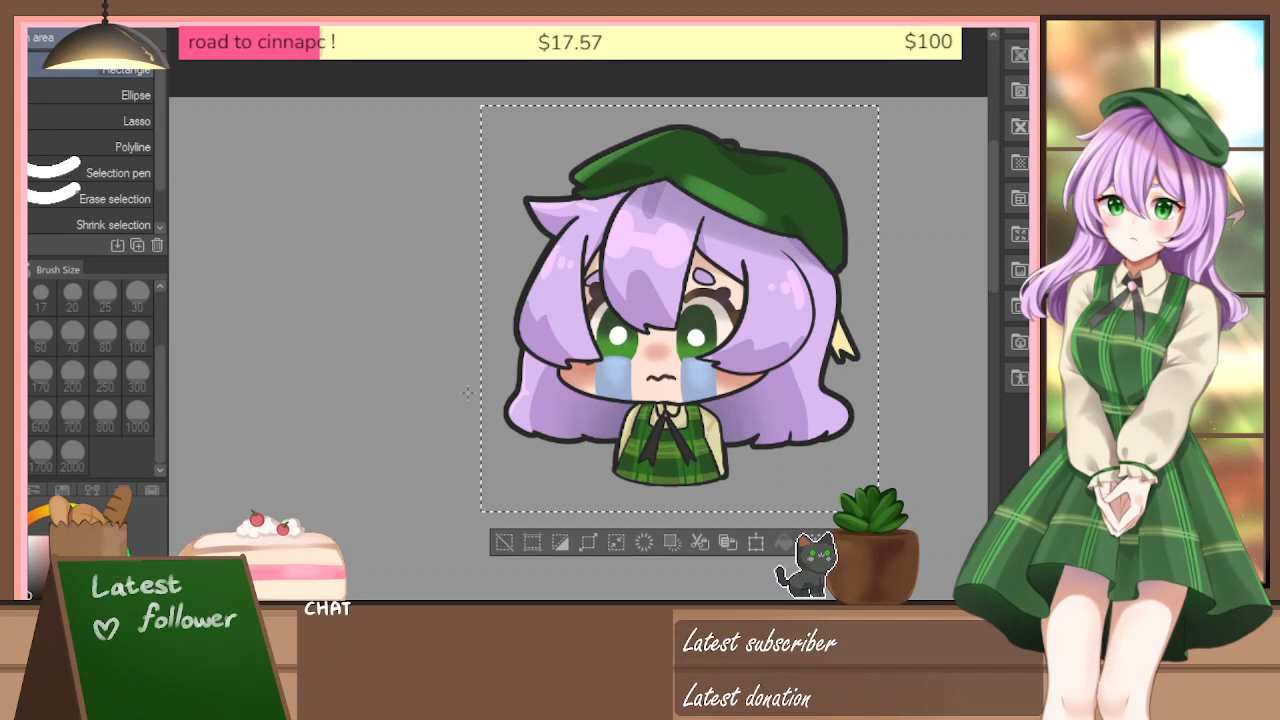 road to cinnapc !
$17.57
$100
area
Rectangle
Ellipse
Lasso
Polyline
Selection pen
Erase selection
Shrink selection
Brush Size
17 20 25 30
60 70 80 100
170 200 250 300
600 700 800 1000
1700 2000
Latest
follower
CHAT
Latest subscriber
Latest donation